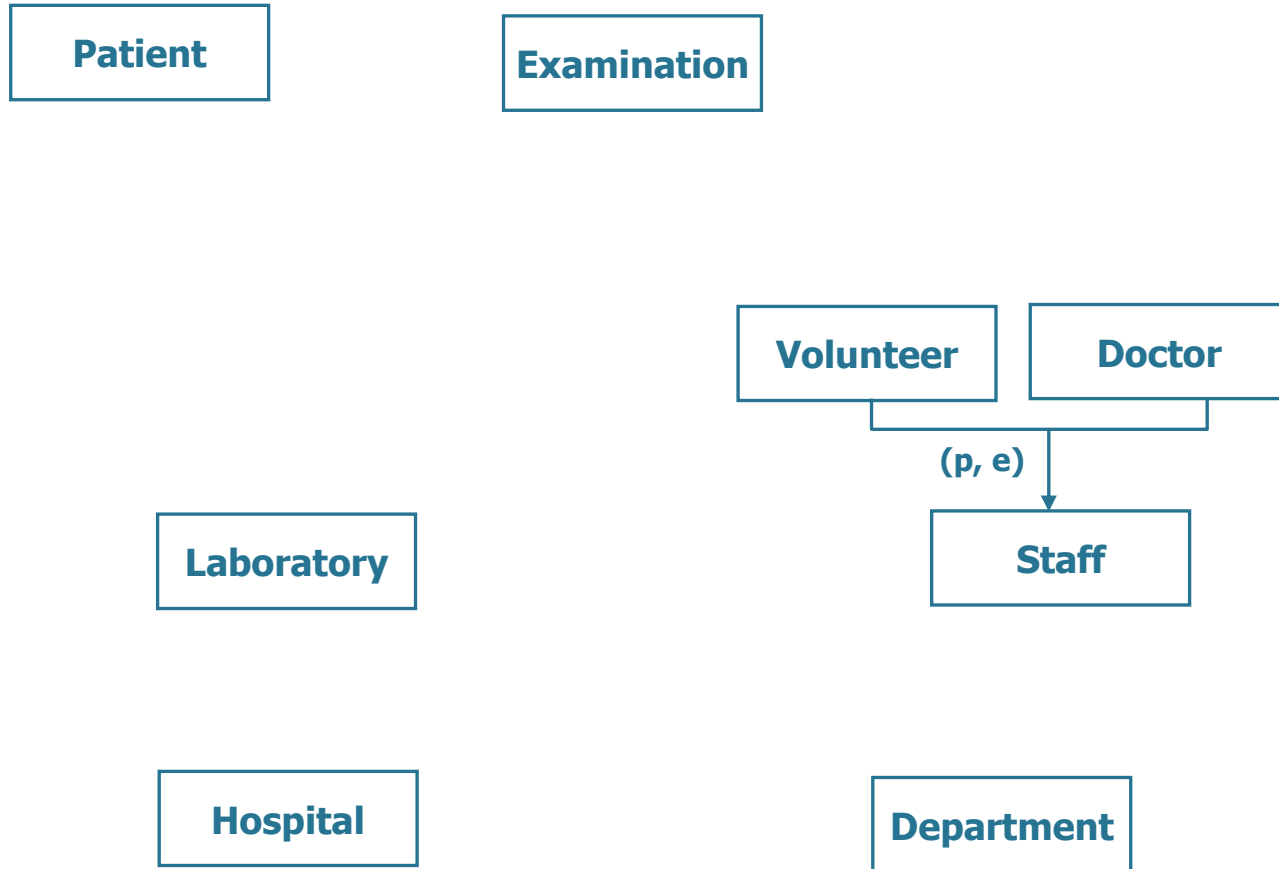 Patient
Examination
Volunteer
Doctor
(p, e)
Laboratory
Staff
Hospital
Department